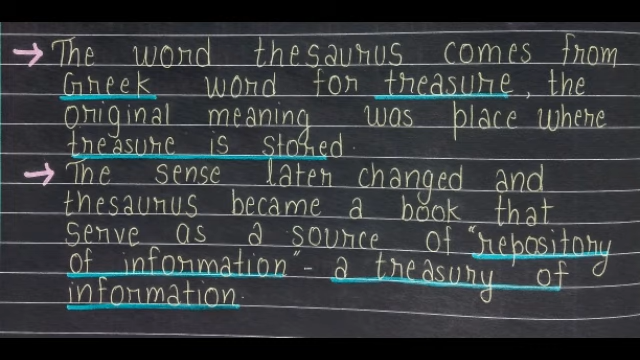 → The word thesaurus comes from
Greek word for treasure, the
original meaning was place where
treasure is stored.
→ The sense later changed and
thesaurus became a book that
serve as a source of "repository
of information" - a treasury of
information.